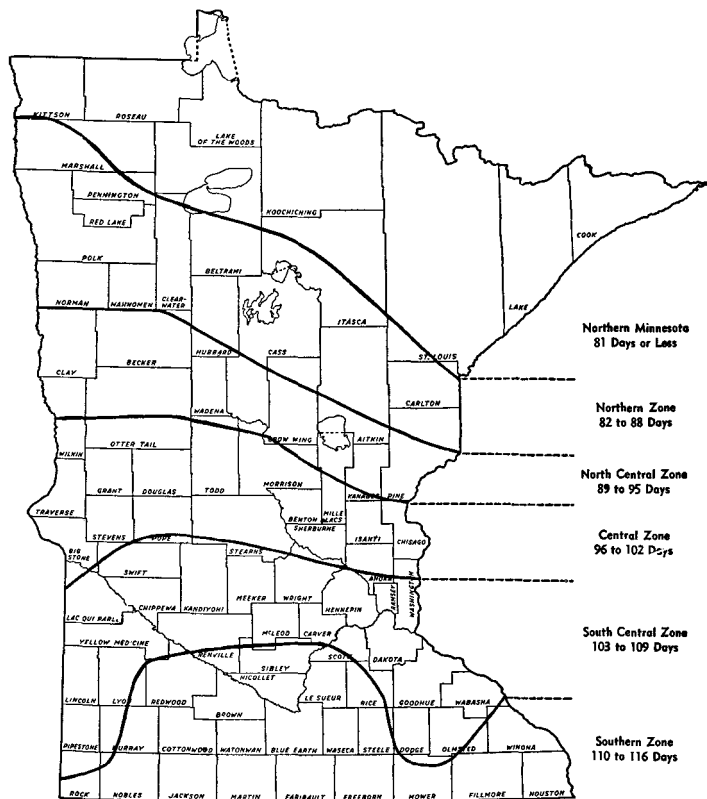 KITTSON
ROSEAU
LAKE
OF THE WOODS
MARSHALL
PENNINGTON
RED LAKE
KOOCHICHING
COOK
POLK
BELTRAMI
LAKE
NORMAN
MAHNOMEN
CLEAR-
WATER
ITASCA
Northern Minnesota
81 Days or Less
HUBBARD
CASS
ST. LOUIS
BECKER
CLAY
CARLTON
Northern Zone
82 to 88 Days
WADENA
CROW WING
AITKIN
OTTER TAIL
WILKIN
North Central Zone
89 to 95 Days
MORRISON
GRANT
DOUGLAS
TODD
MILLE
LACS
KANABEC
PINE
TRAVERSE
BENTON
SHERBURNE
STEVENS
POPE
ISANTI
CHISAGO
Central Zone
96 to 102 Days
BIG
STONE
STEARNS
SWIFT
ANOKA
RAMSEY
WASHINGTON
MEEKER
WRIGHT
HENNEPIN
CHIPPEWA
KANDIYOHI
LAC QUI PARLE
McLEOD
CARVER
South Central Zone
103 to 109 Days
YELLOW MEDICINE
RENVILLE
SCOTT
DAKOTA
SIBLEY
NICOLLET
LINCOLN
LYON
REDWOOD
LE SUEUR
RICE
GOODHUE
WABASHA
BROWN
Southern Zone
110 to 116 Days
PIPESTONE
MURRAY
COTTONWOOD
WATONWAN
BLUE EARTH
WASECA
STEELE
DODGE
OLMSTED
WINONA
ROCK
NOBLES
JACKSON
MARTIN
FARIBAULT
FREEBORN
MOWER
FILLMORE
HOUSTON